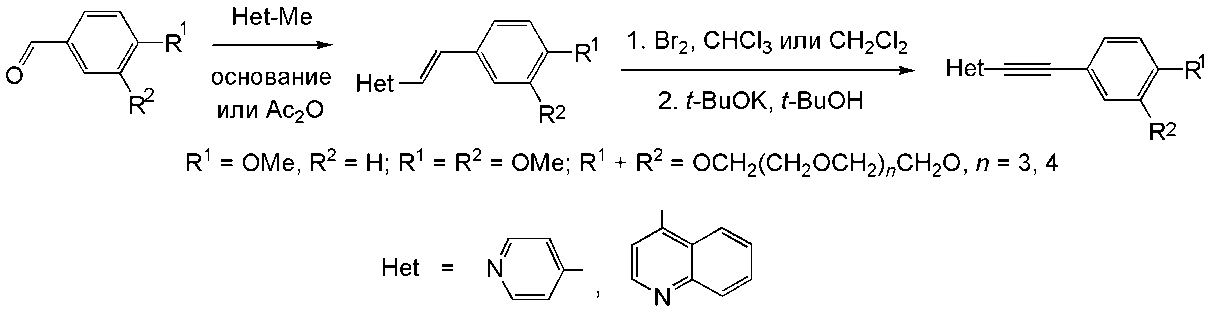 O
R¹
R²
Het-Me
основание
или Ac₂O
Het
R¹
R²
1. Br₂, CHCl₃ или CH₂Cl₂
2. t-BuOK, t-BuOH
Het
R¹
R²
R¹ = OMe, R² = H; R¹ = R² = OMe; R¹ + R² = OCH₂(CH₂OCH₂)ₙCH₂O, n = 3, 4
Het = N , N